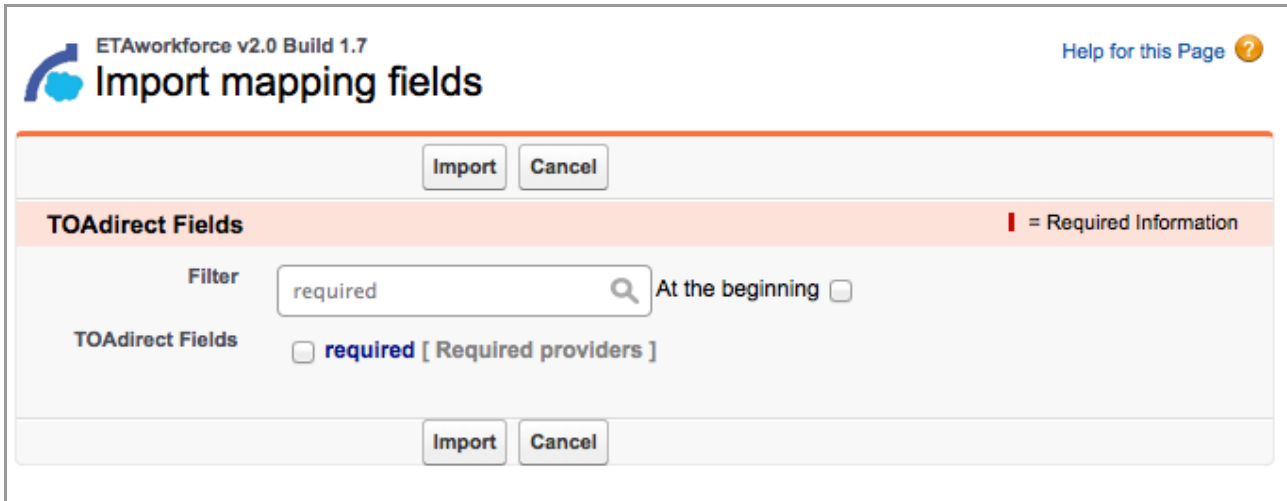 ETAworkforce v2.0 Build 1.7
Help for this Page ?
Import mapping fields
Import Cancel
TOAdirect Fields = Required Information
Filter required At the beginning
TOAdirect Fields required [ Required providers ]
Import Cancel